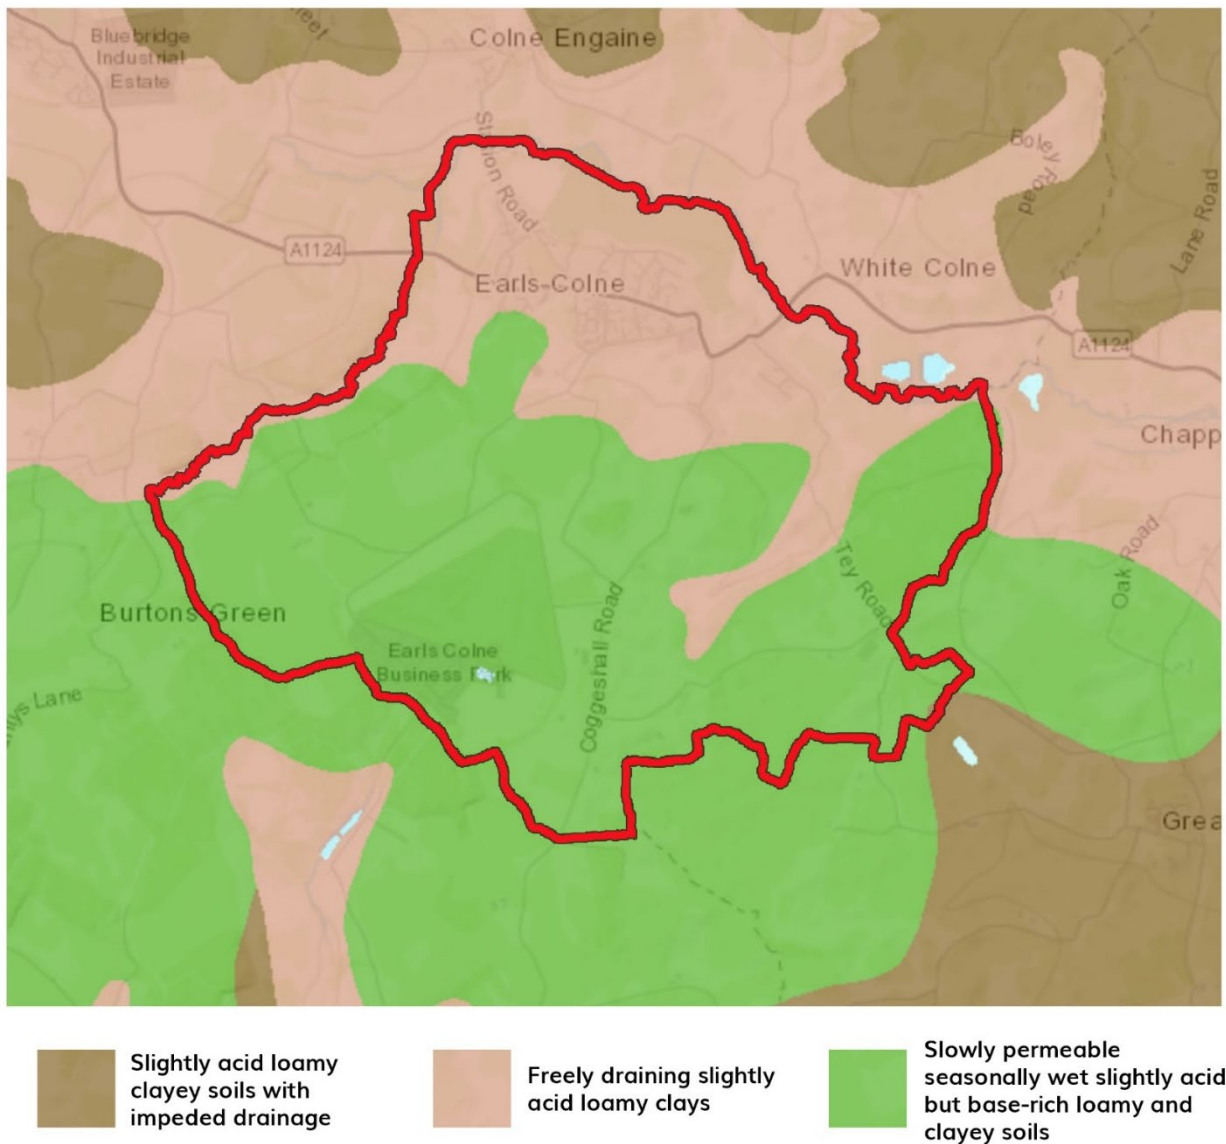 Bluebridge
Industrial
Estate
Colne Engaine
Station Road
Boley Road
Lane Road
A1124
Earls-Colne
White Colne
A1124
Chapp
Oak Road
Tey Road
Burtons Green
Earls Colne
Business Park
Coggeshall Road
Lane
Grea
Slightly acid loamy
clayey soils with
impeded drainage
Freely draining slightly
acid loamy clays
Slowly permeable
seasonally wet slightly acid
but base-rich loamy and
clayey soils